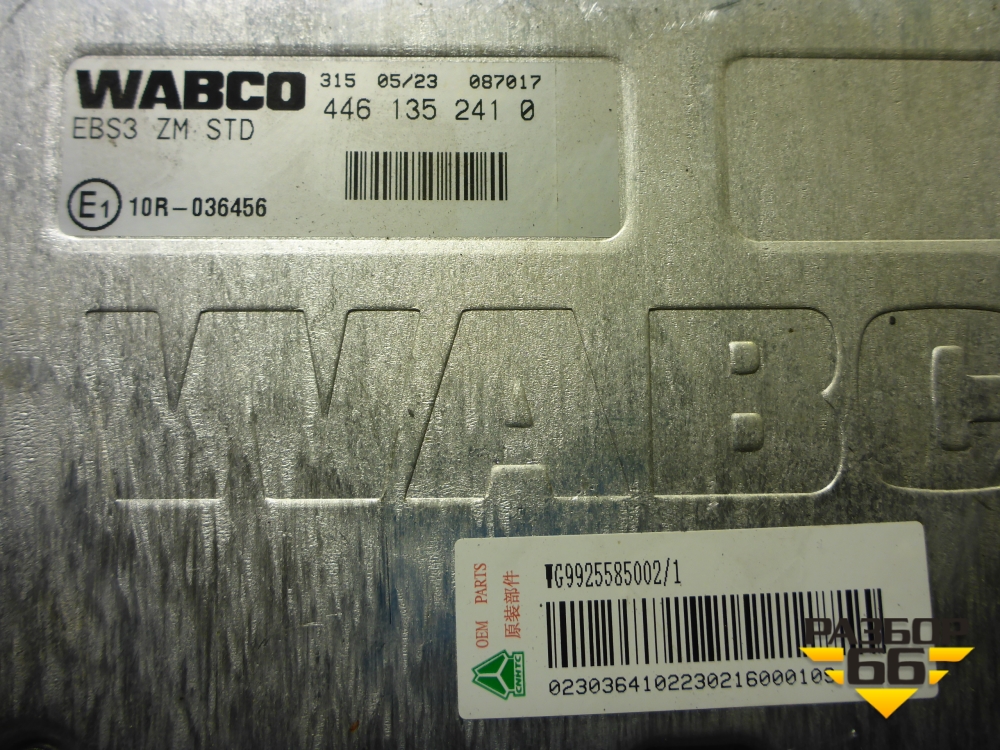 WABCO 315 05/23 087017
446 135 241 0
EBS3 ZM STD
E1 10R-036456
WABC
OEM PARTS
原装部件
WG9925585002/1
CNHTC
РАЗБОР
66